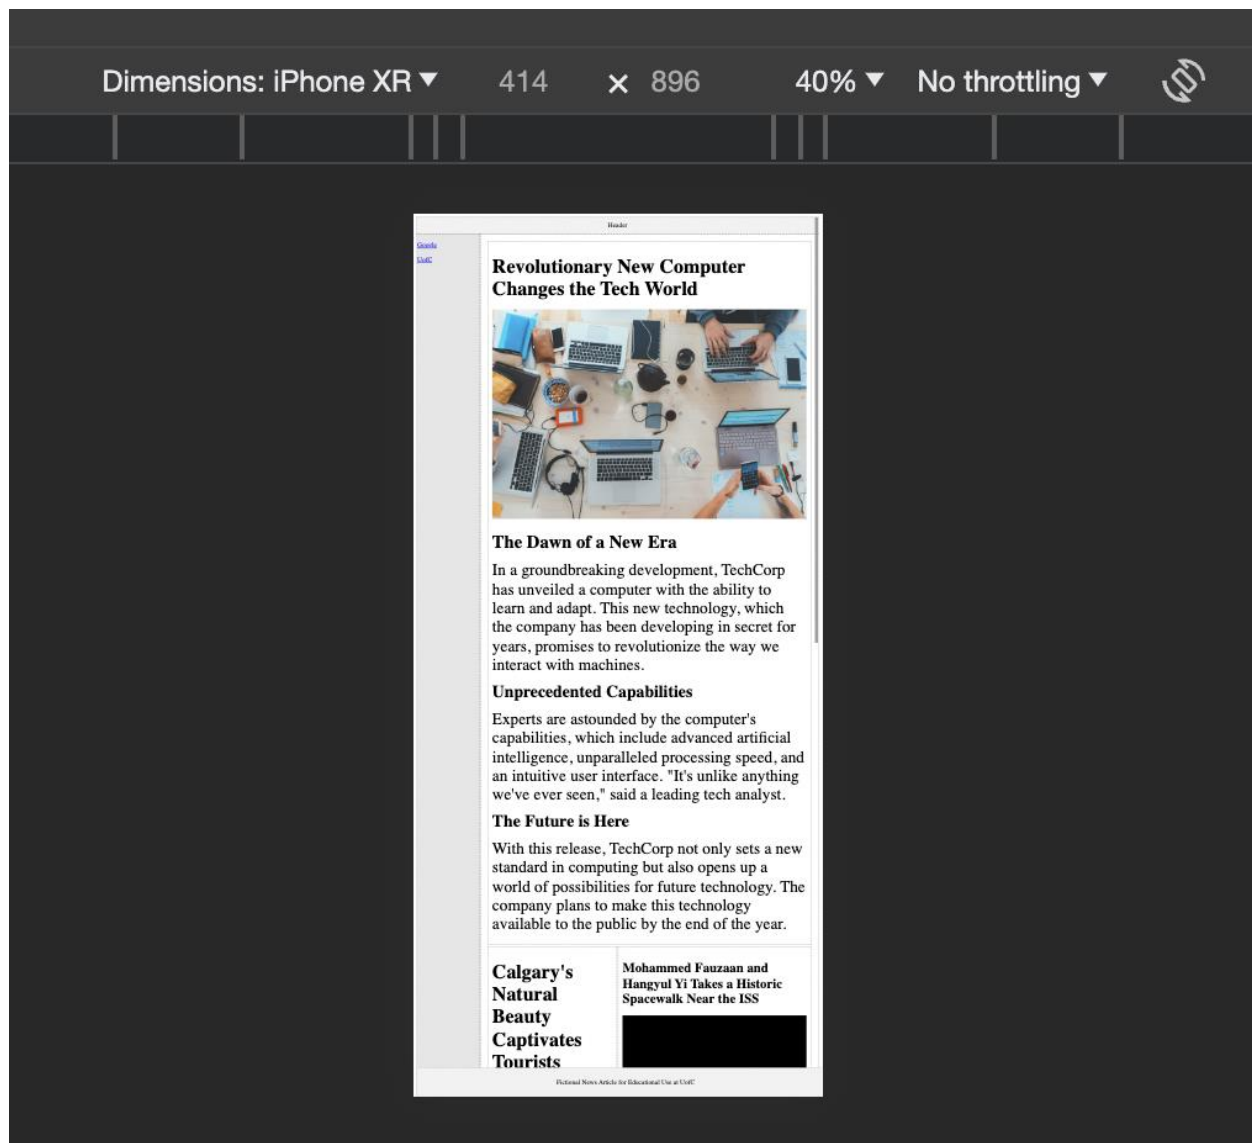 Dimensions: iPhone XR ▼ 414 × 896 40% ▼ No throttling ▼
Header
Google
UofC
Revolutionary New Computer
Changes the Tech World
The Dawn of a New Era
In a groundbreaking development, TechCorp
has unveiled a computer with the ability to
learn and adapt. This new technology, which
the company has been developing in secret for
years, promises to revolutionize the way we
interact with machines.
Unprecedented Capabilities
Experts are astounded by the computer's
capabilities, which include advanced artificial
intelligence, unparalleled processing speed, and
an intuitive user interface. "It's unlike anything
we've ever seen," said a leading tech analyst.
The Future is Here
With this release, TechCorp not only sets a new
standard in computing but also opens up a
world of possibilities for future technology. The
company plans to make this technology
available to the public by the end of the year.
Calgary's
Natural
Beauty
Captivates
Tourists
Mohammed Fauzaan and
Hangyul Yi Takes a Historic
Spacewalk Near the ISS
Fictional News Article for Educational Use at UofC